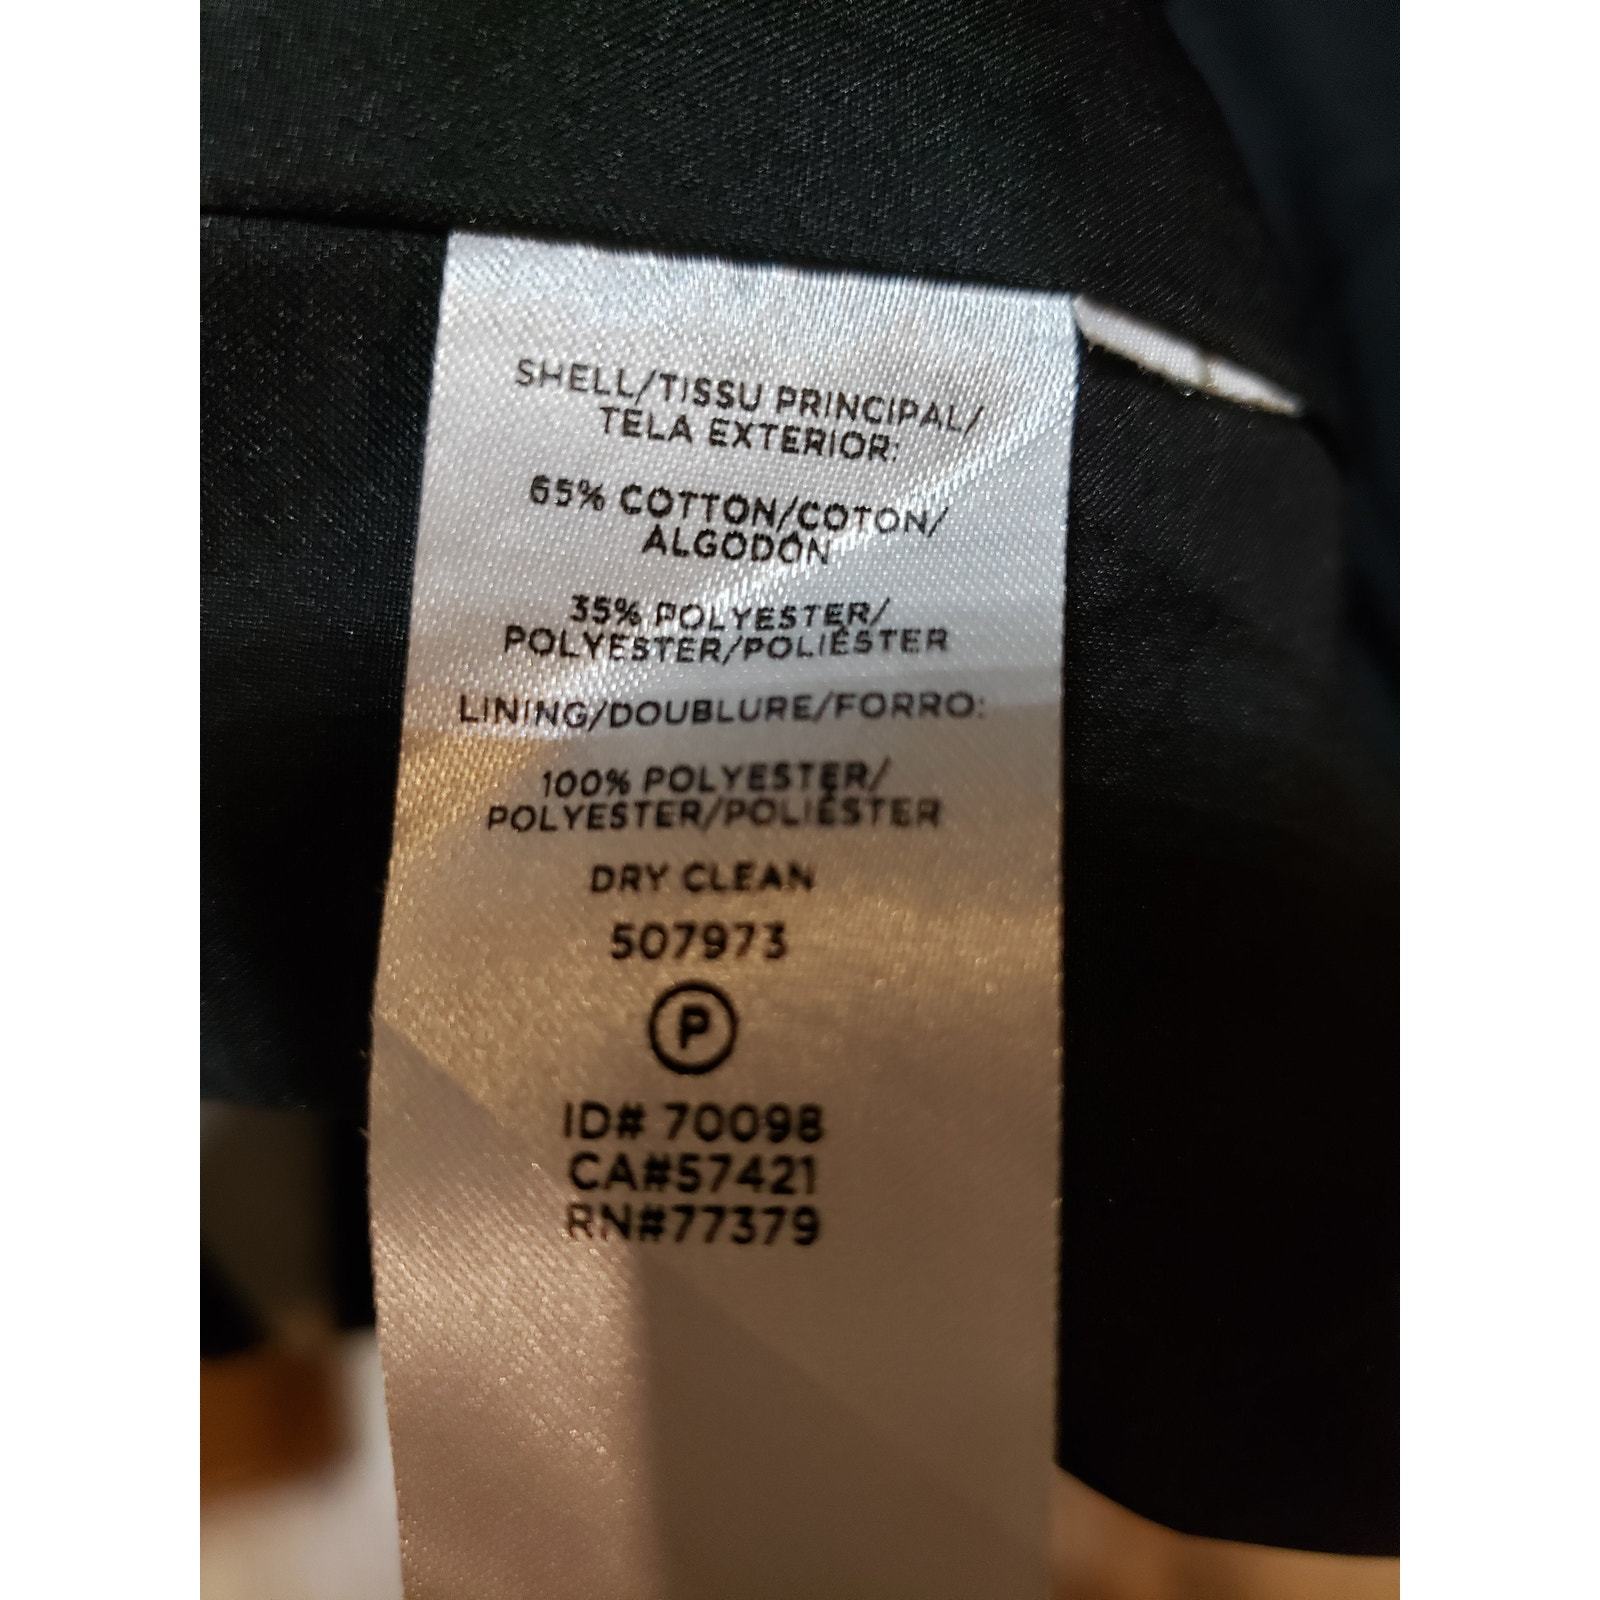 SHELL/TISSU PRINCIPAL/
TELA EXTERIOR:
65% COTTON/COTON/
ALGODÓN
35% POLYESTER/
POLYESTER/POLIÉSTER
LINING/DOUBLURE/FORRO:
100% POLYESTER/
POLYESTER/POLIÉSTER
DRY CLEAN
507973
P
ID# 70098
CA#57421
RN#77379